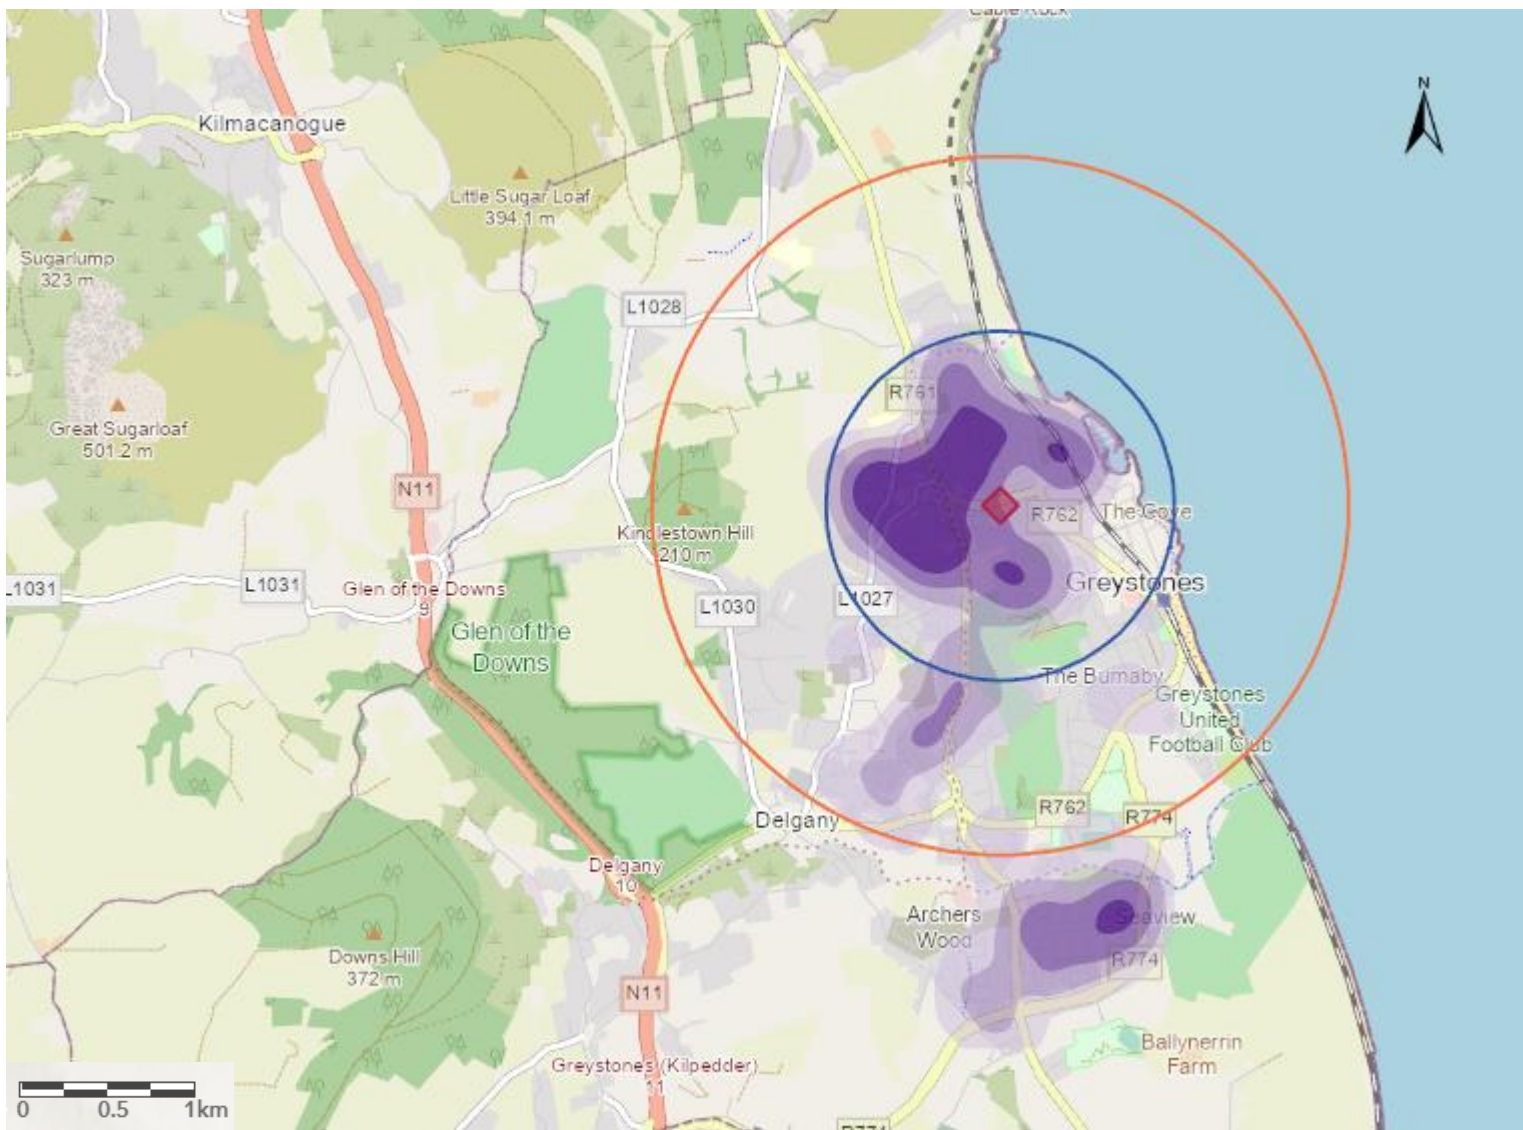 Cable Rock
N
Kilmacanogue
Little Sugar Loaf
394.1 m
Sugarlump
323 m
L1028
Great Sugarloaf
501.2 m
R761
N11
R762
The Cove
Kindlestown Hill
210 m
L1031
L1031
Glen of the Downs
9
L1030
L1027
Greystones
Glen of the
Downs
The Burnaby
Greystones
United
Football Club
R762
R774
Delgany
Delgany
10
Archers
Wood
Seaview
Downs Hill
372 m
R774
N11
Ballynerrin
Farm
Greystones (Kilpedder)
11
0 0.5 1km
R774